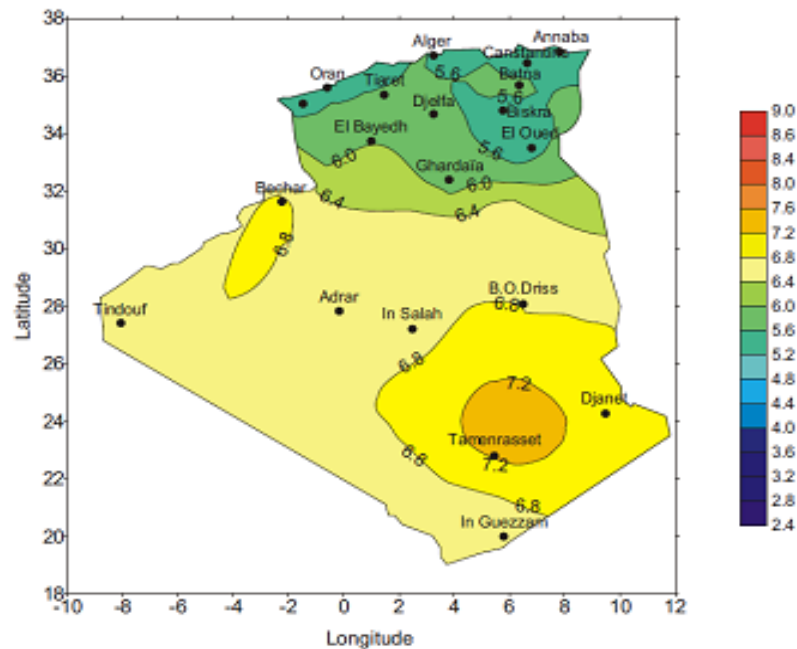 38
Alger
Annaba
Canstantine
36
Oran
Tiaret
5.6
Batna
Djelfa
5.6
Biskra
34
El Bayedh
El Oued
5.6
6.0
Ghardaïa
6.0
32
Bechar
6.4
6.4
30
6.8
28
Tindouf
Adrar
In Salah
B.O.Driss
6.8
26
6.8
7.2
24
Djanet
Tamenrasset
7.2
22
6.8
6.8
20
In Guezzam
18
-10 -8 -6 -4 -2 0 2 4 6 8 10 12
Latitude
Longitude
9.0
8.4
8.0
7.6
7.2
6.8
6.4
6.0
5.6
5.2
4.8
4.4
4.0
3.6
3.2
2.8
2.4